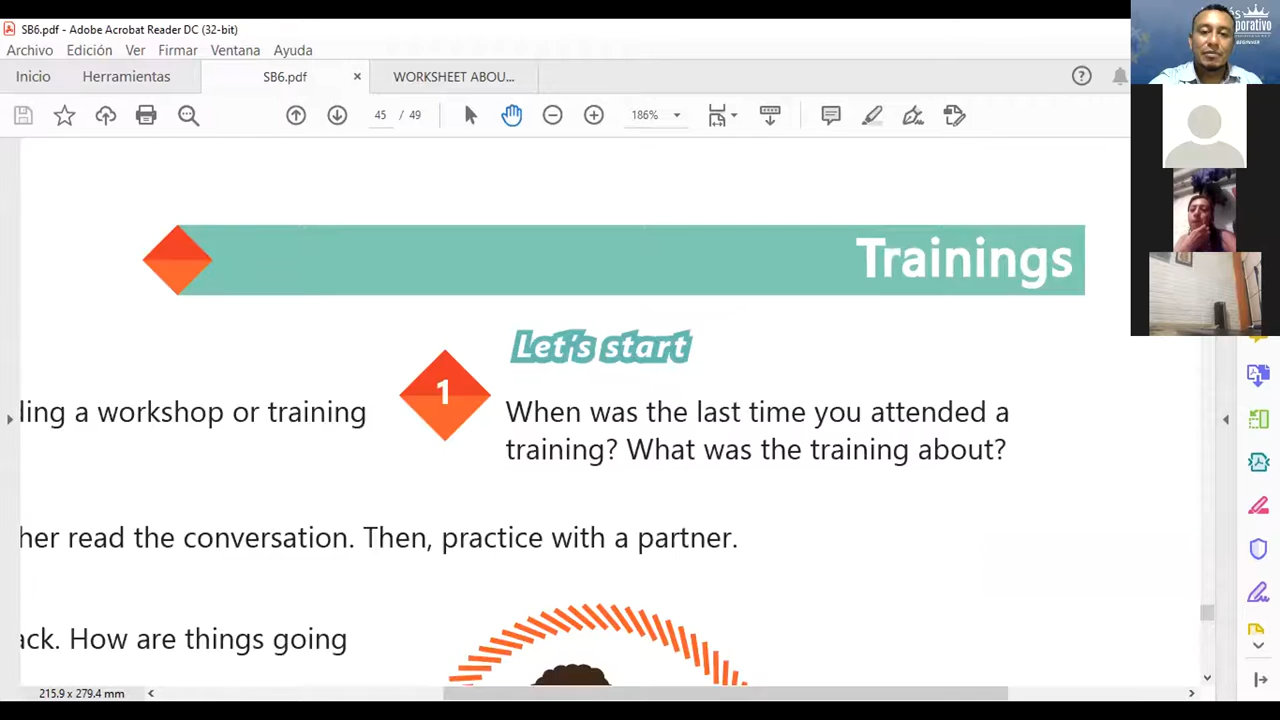 SB6.pdf - Adobe Acrobat Reader DC (32-bit)
Archivo Edición Ver Firmar Ventana Ayuda
Inicio Herramientas SB6.pdf × WORKSHEET ABOU...
45 / 49 186%
porativo
BEGINNER
Trainings
Let's start
1
When was the last time you attended a
training? What was the training about?
ding a workshop or training
her read the conversation. Then, practice with a partner.
ack. How are things going
215.9 x 279.4 mm